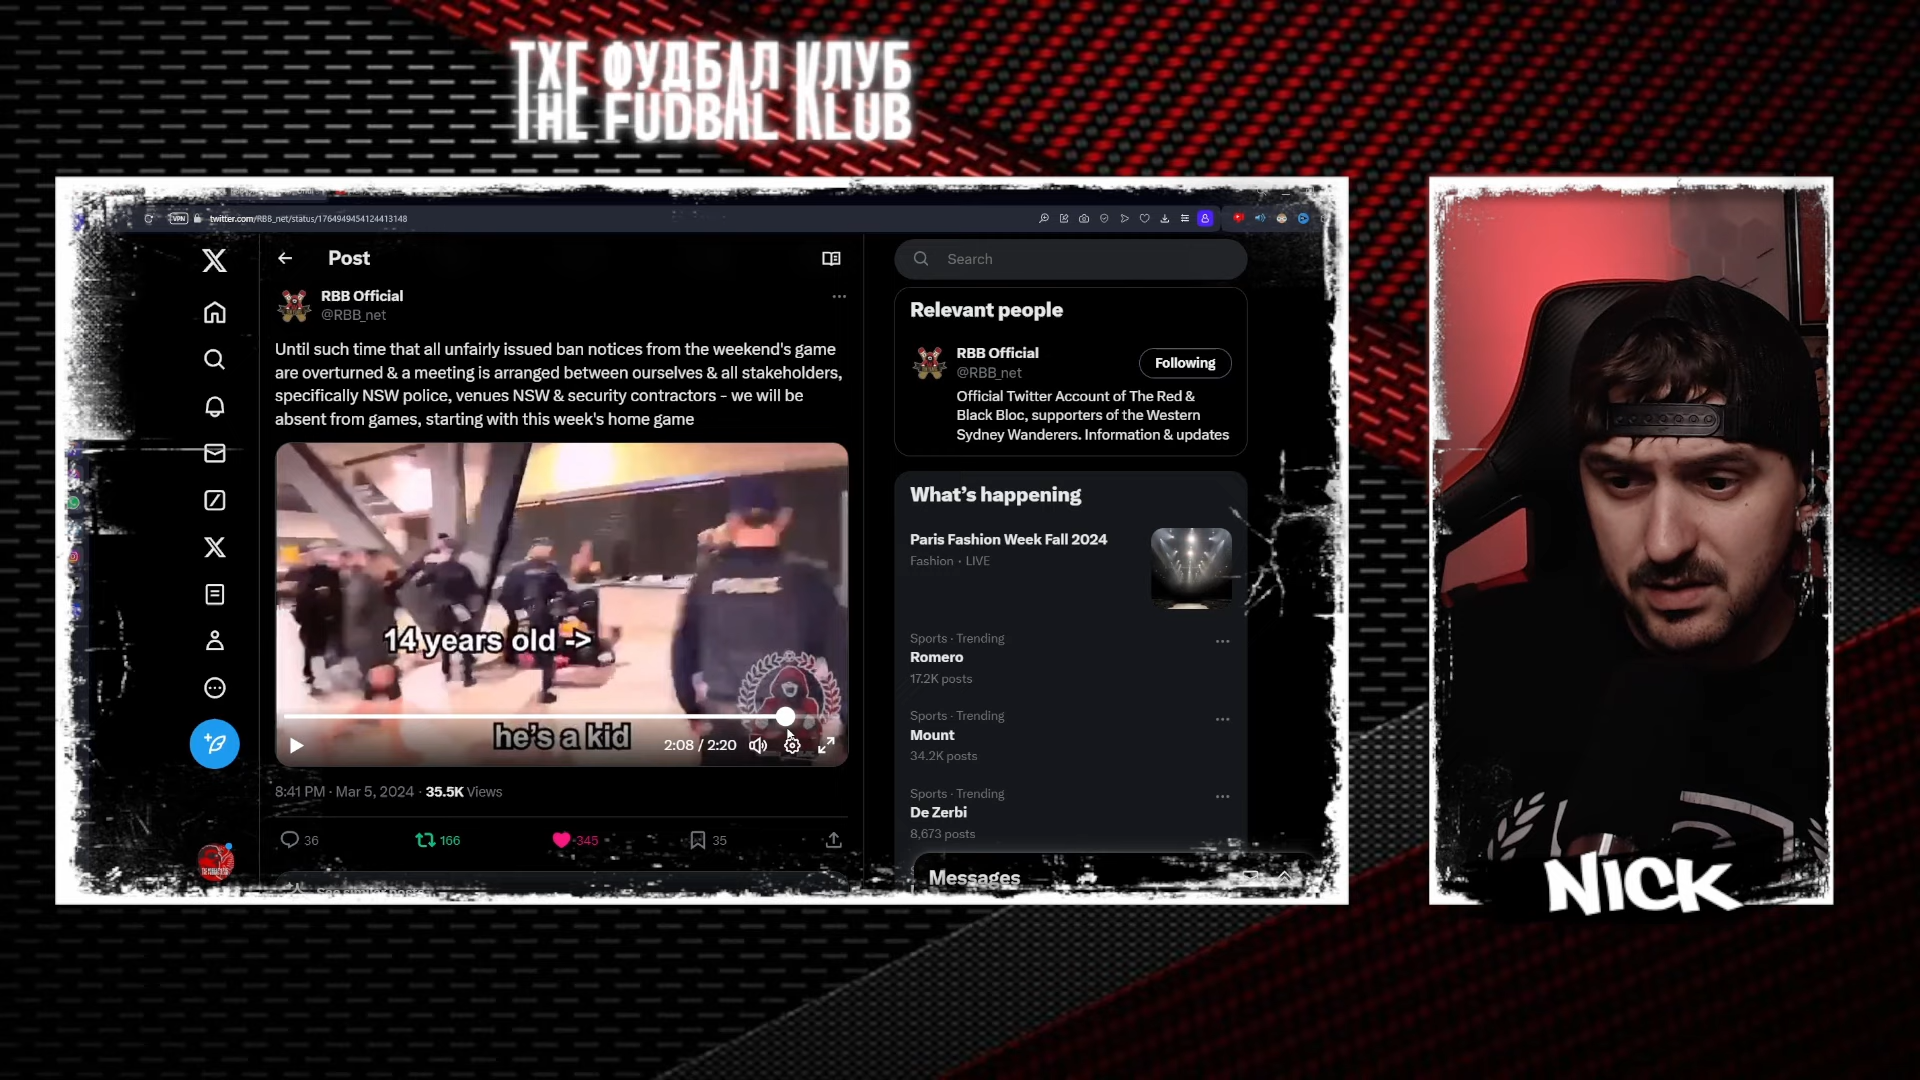 ТХЕ ФУДБАЛ КЛУБ
THE FUDBAL KLUB
VPN
twitter.com/RBB_net/status/1764949454124413148
Post
RBB Official
@RBB_net
Until such time that all unfairly issued ban notices from the weekend's game
are overturned & a meeting is arranged between ourselves & all stakeholders,
specifically NSW police, venues NSW & security contractors - we will be
absent from games, starting with this week's home game
14 years old ->
he's a kid
2:08 / 2:20
8:41 PM · Mar 5, 2024 · 35.5K Views
36
166
345
35
Search
Relevant people
RBB Official
@RBB_net
Following
Official Twitter Account of The Red &
Black Bloc, supporters of the Western
Sydney Wanderers. Information & updates
What's happening
Paris Fashion Week Fall 2024
Fashion · LIVE
Sports · Trending
Romero
17.2K posts
Sports · Trending
Mount
34.2K posts
Sports · Trending
De Zerbi
8,673 posts
Messages
NICK